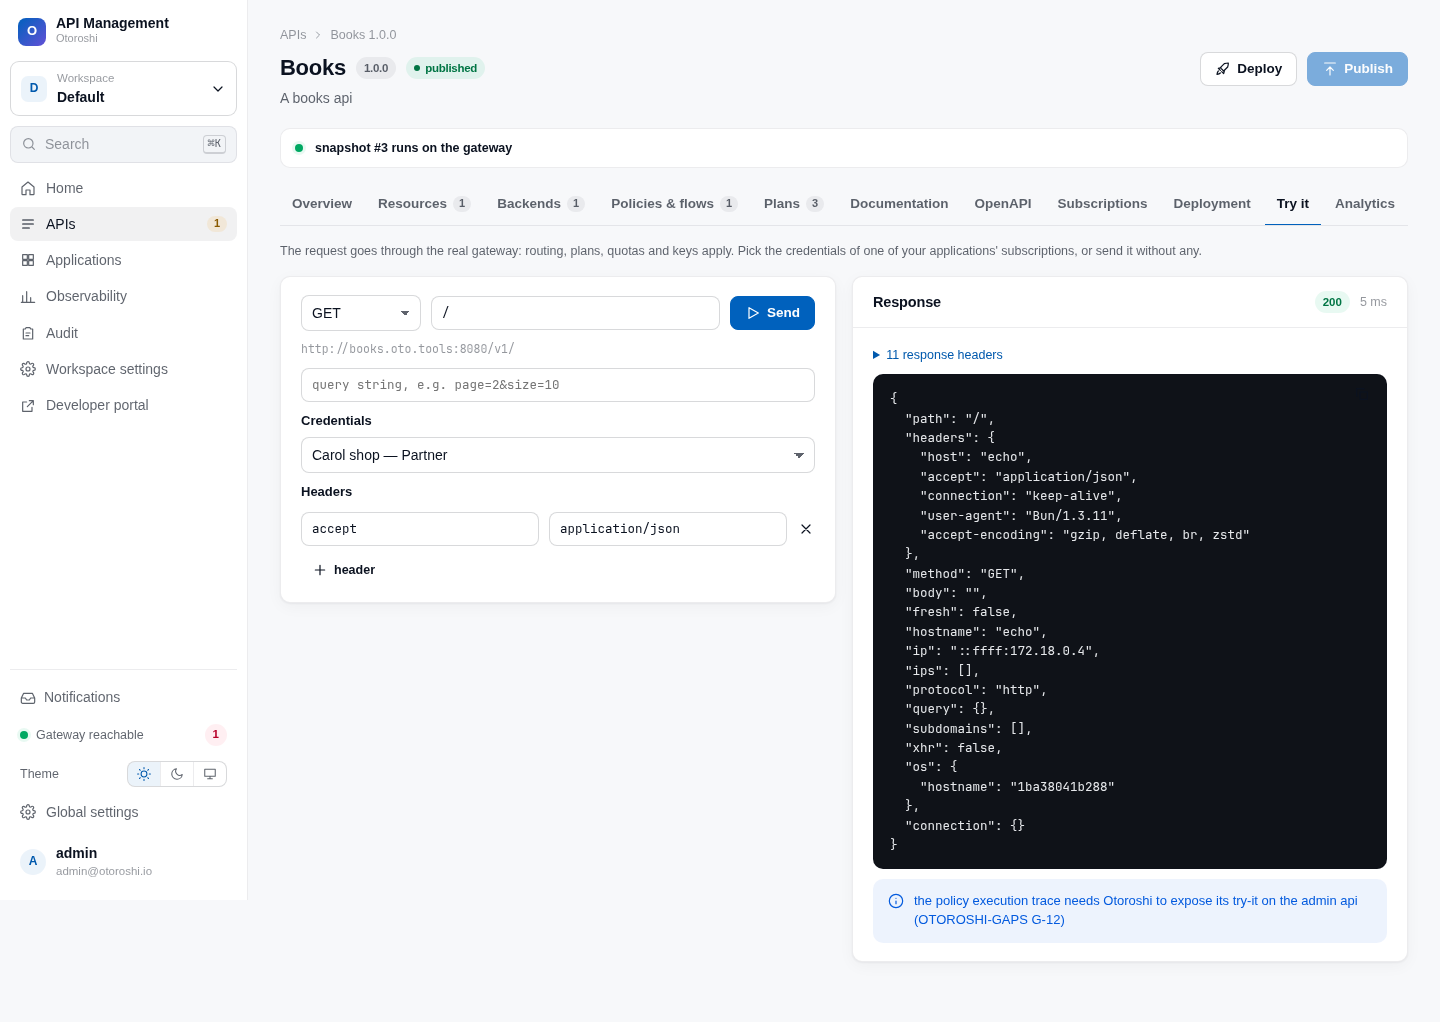 O
API Management
Otoroshi
D
Workspace
Default
Search
⌘K
Home
APIs
1
Applications
Observability
Audit
Workspace settings
Developer portal
Notifications
Gateway reachable
1
Theme
Global settings
A
admin
admin@otoroshi.io
APIs > Books 1.0.0
Books 1.0.0 published
A books api
Deploy
Publish
snapshot #3 runs on the gateway
Overview Resources 1 Backends 1 Policies & flows 1 Plans 3 Documentation OpenAPI Subscriptions Deployment Try it Analytics
The request goes through the real gateway: routing, plans, quotas and keys apply. Pick the credentials of one of your applications' subscriptions, or send it without any.
GET
/
Send
http://books.oto.tools:8080/v1/
query string, e.g. page=2&size=10
Credentials
Carol shop — Partner
Headers
accept
application/json
header
Response
200 5 ms
11 response headers
{
"path": "/",
"headers": {
"host": "echo",
"accept": "application/json",
"connection": "keep-alive",
"user-agent": "Bun/1.3.11",
"accept-encoding": "gzip, deflate, br, zstd"
},
"method": "GET",
"body": "",
"fresh": false,
"hostname": "echo",
"ip": "::ffff:172.18.0.4",
"ips": [],
"protocol": "http",
"query": {},
"subdomains": [],
"xhr": false,
"os": {
"hostname": "1ba38041b288"
},
"connection": {}
}
the policy execution trace needs Otoroshi to expose its try-it on the admin api
(OTOROSHI-GAPS G-12)